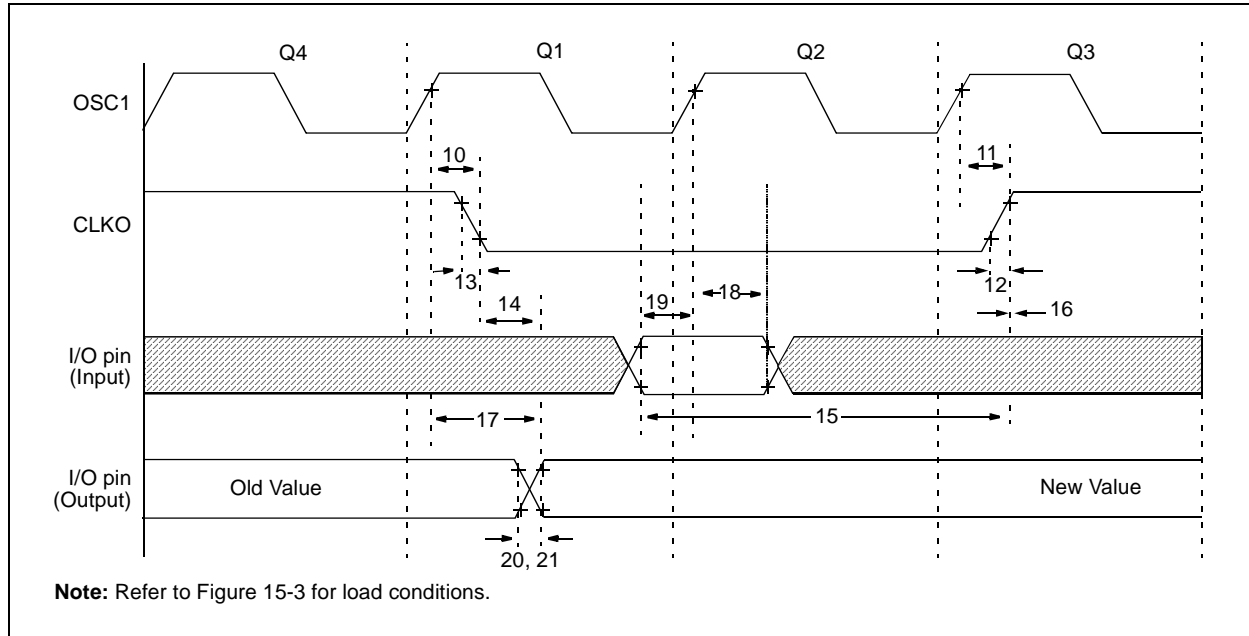 Q4 Q1 Q2 Q3
OSC1
10 11
CLKO
13 14 19 18 12 16
I/O pin
(Input)
17 15
I/O pin
(Output)
Old Value New Value
20, 21
Note: Refer to Figure 15-3 for load conditions.